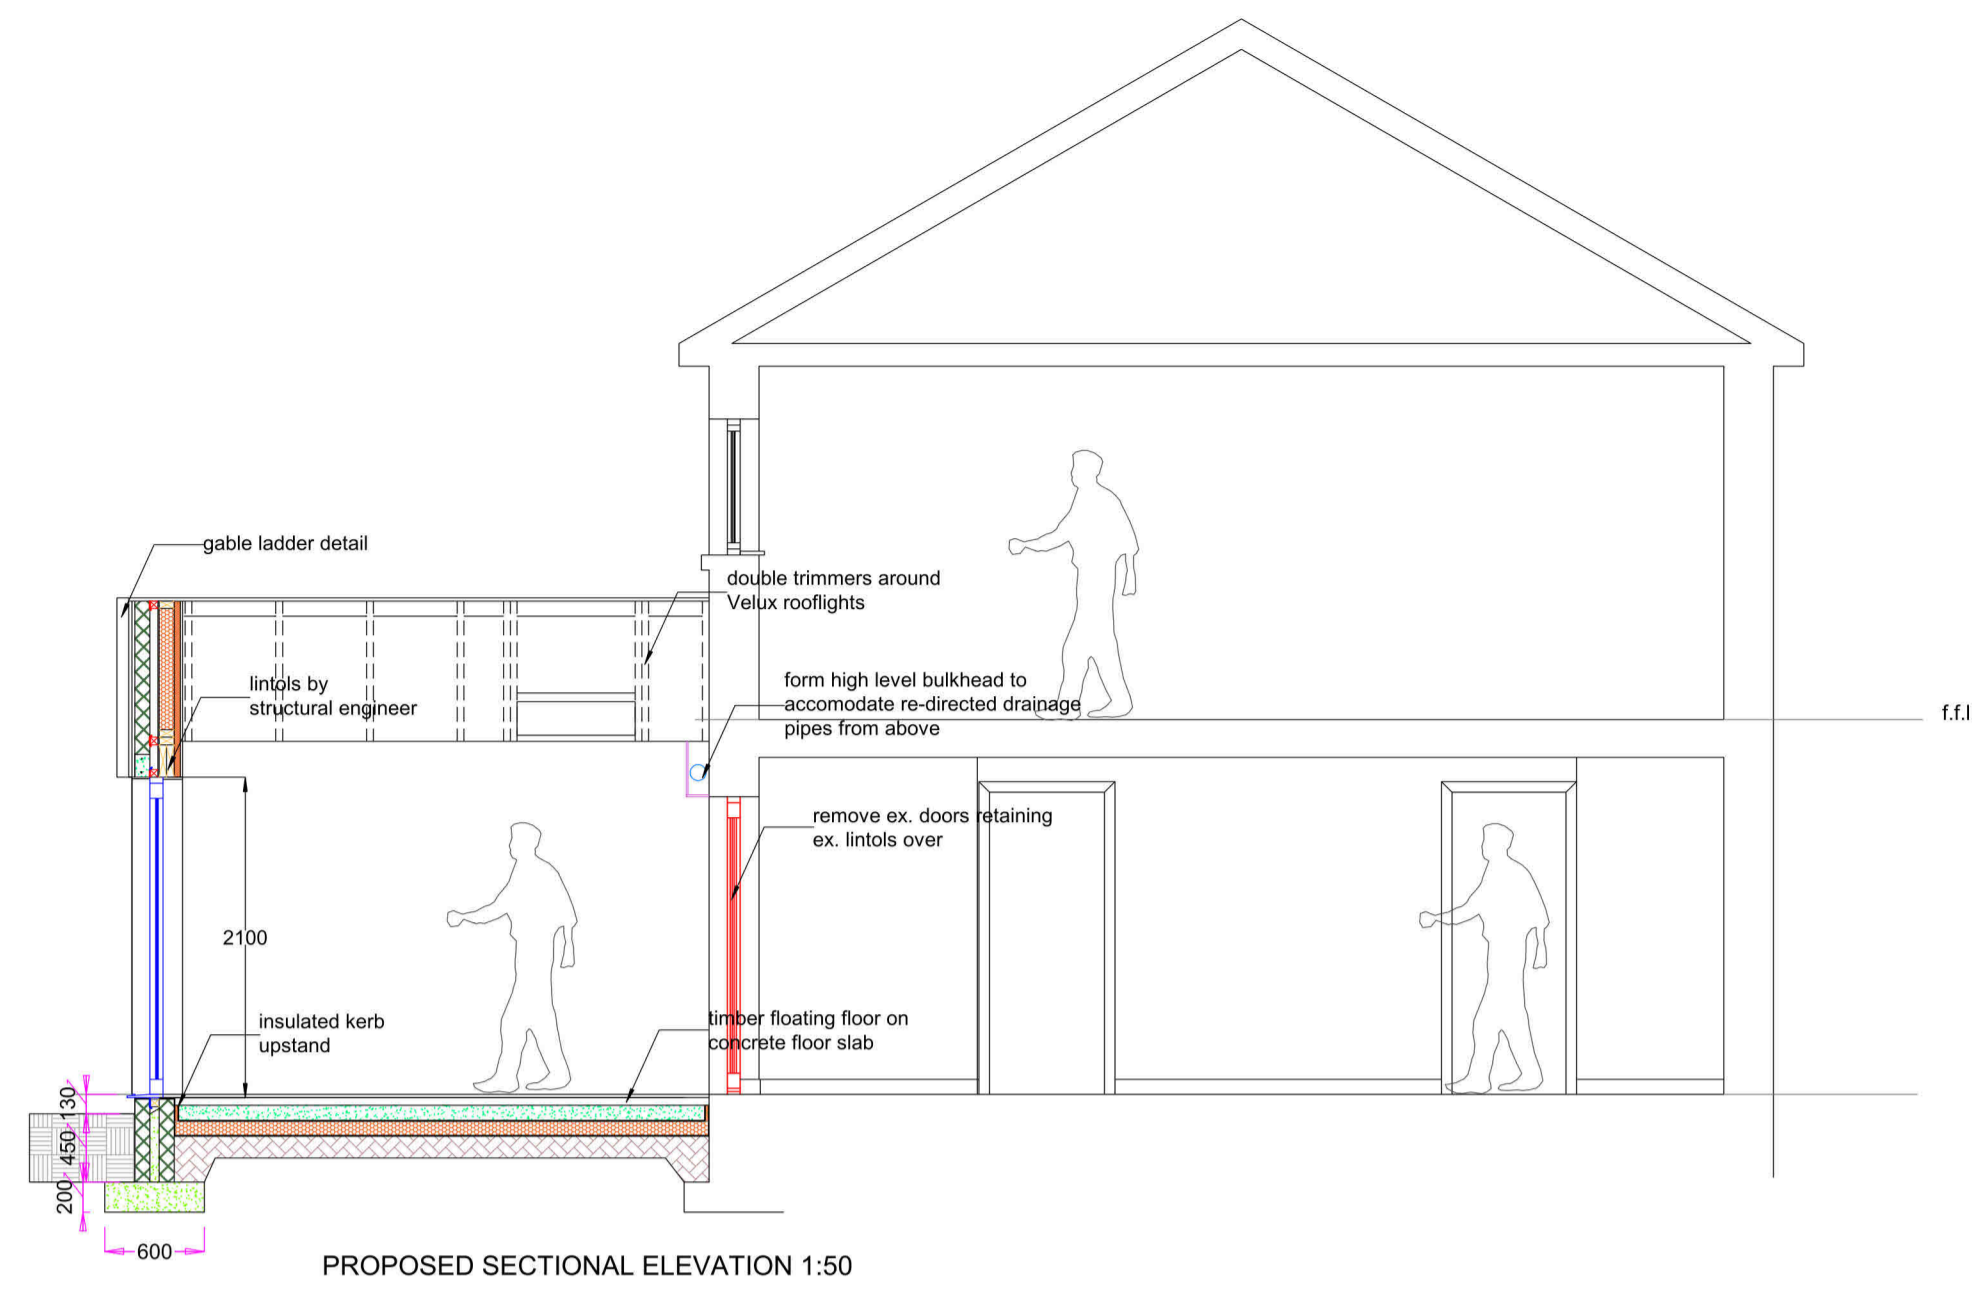 gable ladder detail
double trimmers around
Velux rooflights
lintols by
structural engineer
form high level bulkhead to
accomodate re-directed drainage
pipes from above
f.f.l
remove ex. doors retaining
ex. lintols over
2100
insulated kerb
upstand
timber floating floor on
concrete floor slab
130
450
200
600
PROPOSED SECTIONAL ELEVATION 1:50